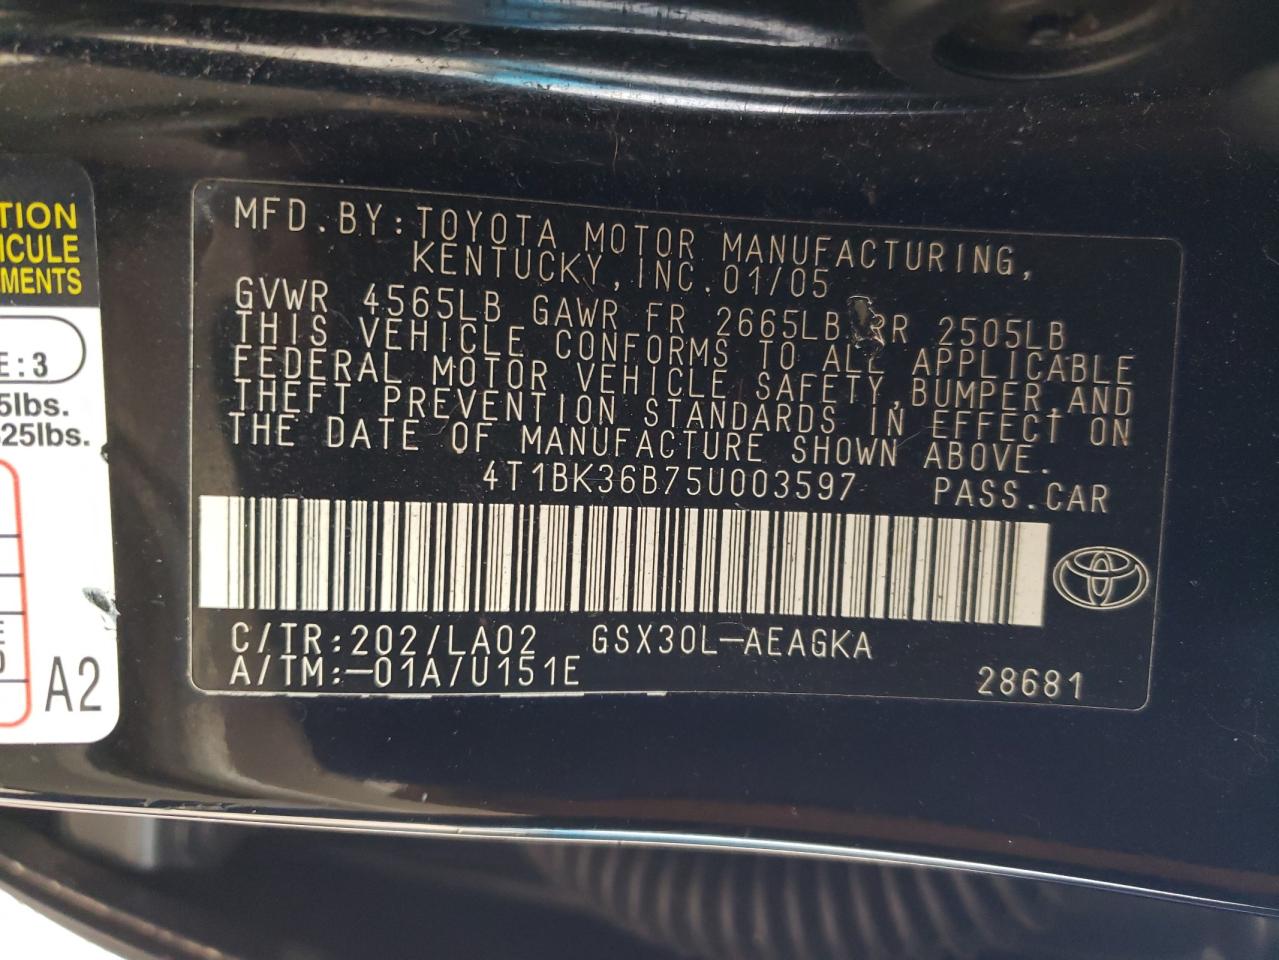 TION
ICULE
MENTS
E:3
5lbs.
25lbs.
A2
MFD.BY:TOYOTA MOTOR MANUFACTURING,
KENTUCKY,INC.01/05
GVWR 4565LB GAWR FR 2665LB RR 2505LB
THIS VEHICLE CONFORMS TO ALL APPLICABLE
FEDERAL MOTOR VEHICLE SAFETY,BUMPER,AND
THEFT PREVENTION STANDARDS IN EFFECT ON
THE DATE OF MANUFACTURE SHOWN ABOVE.
4T1BK36B75U003597 PASS.CAR
C/TR:202/LA02 GSX30L-AEAGKA
A/TM:-01A/U151E 28681